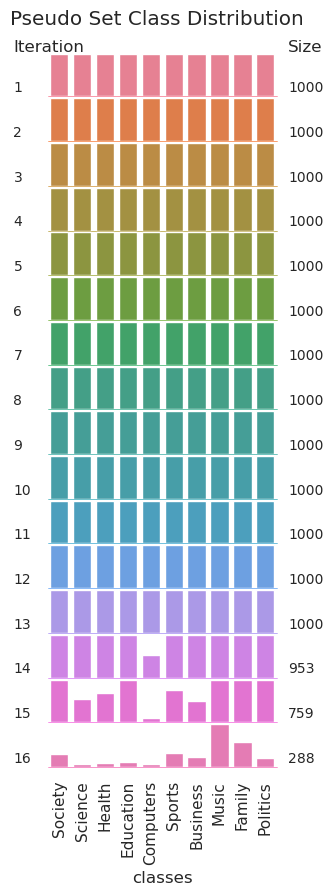 Pseudo Set Class Distribution
Iteration Size
1 1000
2 1000
3 1000
4 1000
5 1000
6 1000
7 1000
8 1000
9 1000
10 1000
11 1000
12 1000
13 1000
14 953
15 759
16 288
Society
Science
Health
Education
Computers
Sports
Business
Music
Family
Politics
classes